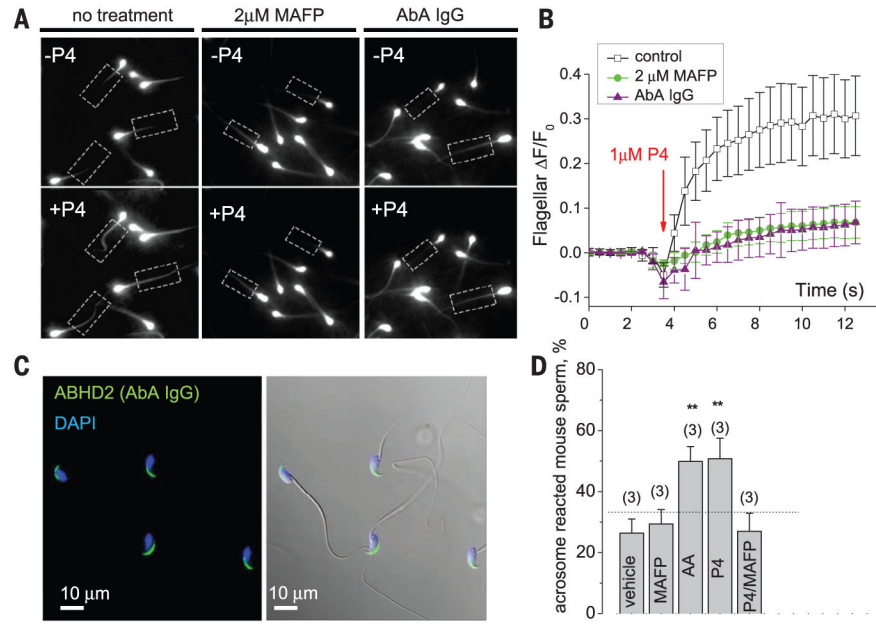 A
no treatment
2μM MAFP
AbA IgG
-P4
-P4
-P4
+P4
+P4
+P4
B
control
2 μM MAFP
AbA IgG
1μM P4
Flagellar ΔF/F0
0.4
0.3
0.2
0.1
0.0
-0.1
0
2
4
6
8
10
12
Time (s)
C
ABHD2 (AbA IgG)
DAPI
10 μm
10 μm
D
acrosome reacted mouse sperm, %
80
60
40
20
0
(3)
(3)
**
(3)
**
(3)
(3)
vehicle
MAFP
AA
P4
P4/MAFP